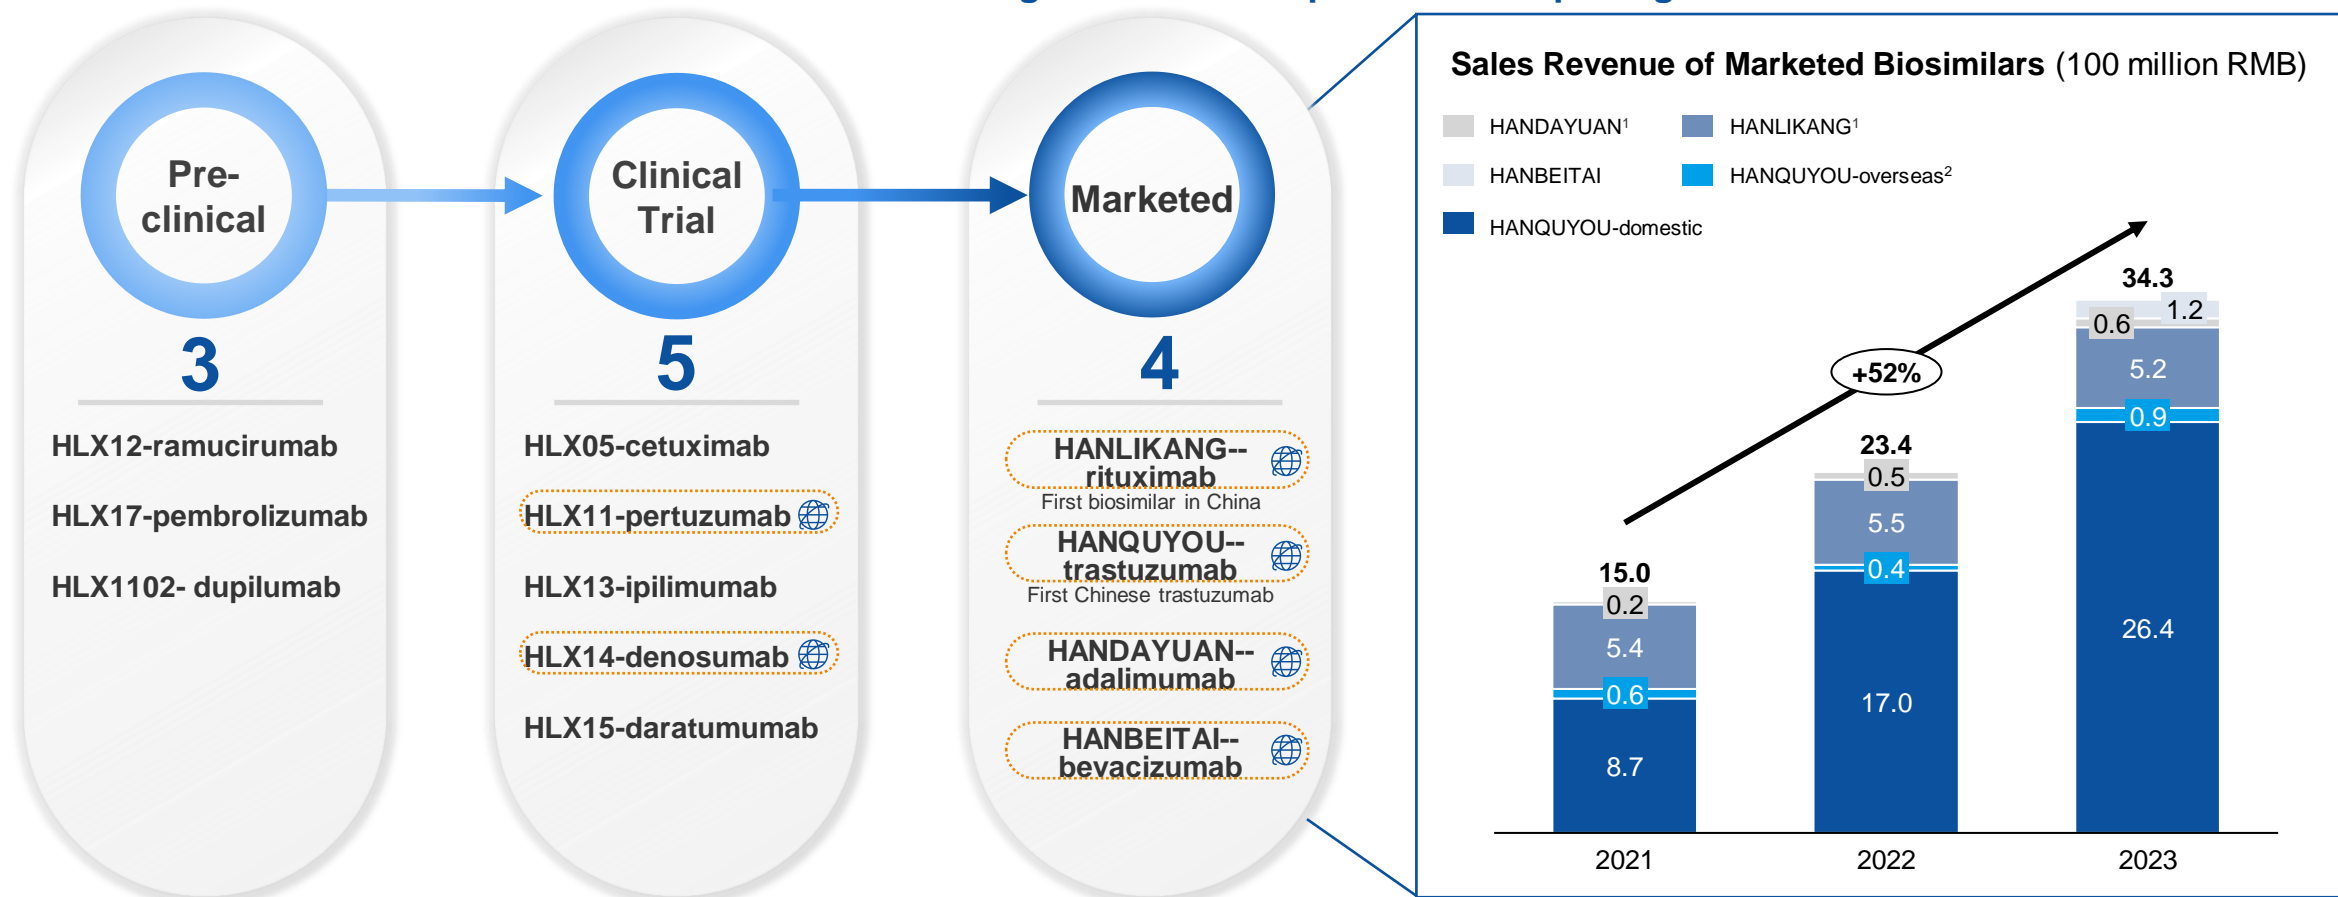 Pre-
clinical
3
HLX12-ramucirumab
HLX17-pembrolizumab
HLX1102- dupilumab
Clinical
Trial
5
HLX05-cetuximab
HLX11-pertuzumab
HLX13-ipilimumab
HLX14-denosumab
HLX15-daratumumab
Marketed
4
HANLIKANG--
rituximab
First biosimilar in China
HANQUYOU--
trastuzumab
First Chinese trastuzumab
HANDAYUAN--
adalimumab
HANBEITAI--
bevacizumab
Sales Revenue of Marketed Biosimilars (100 million RMB)
HANDAYUAN¹
HANLIKANG¹
HANBEITAI
HANQUYOU-overseas²
HANQUYOU-domestic
+52%
15.0
0.2
5.4
0.6
8.7
23.4
0.5
5.5
0.4
17.0
34.3
1.2
0.6
5.2
0.9
26.4
2021
2022
2023